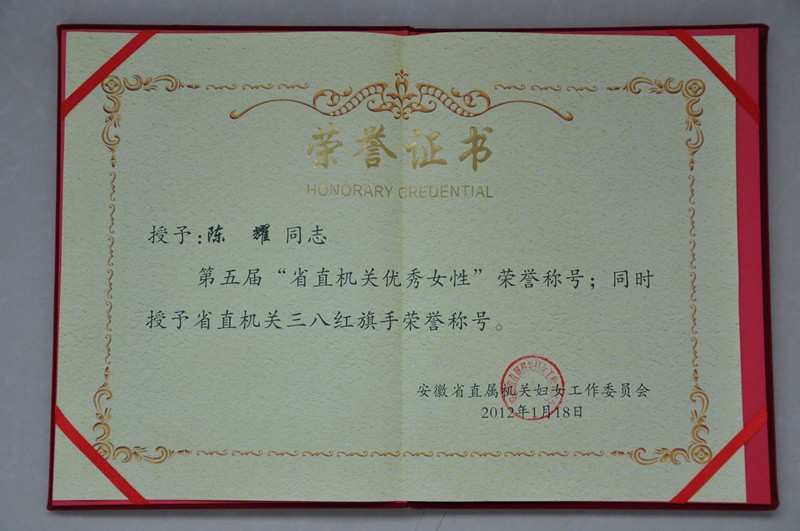 荣誉证书
HONORARY CREDENTIAL
授予:陈 耀 同志
第五届“省直机关优秀女性”荣誉称号；同时
授予省直机关三八红旗手荣誉称号。
安徽省直属机关妇女工作委员会
2012年1月18日